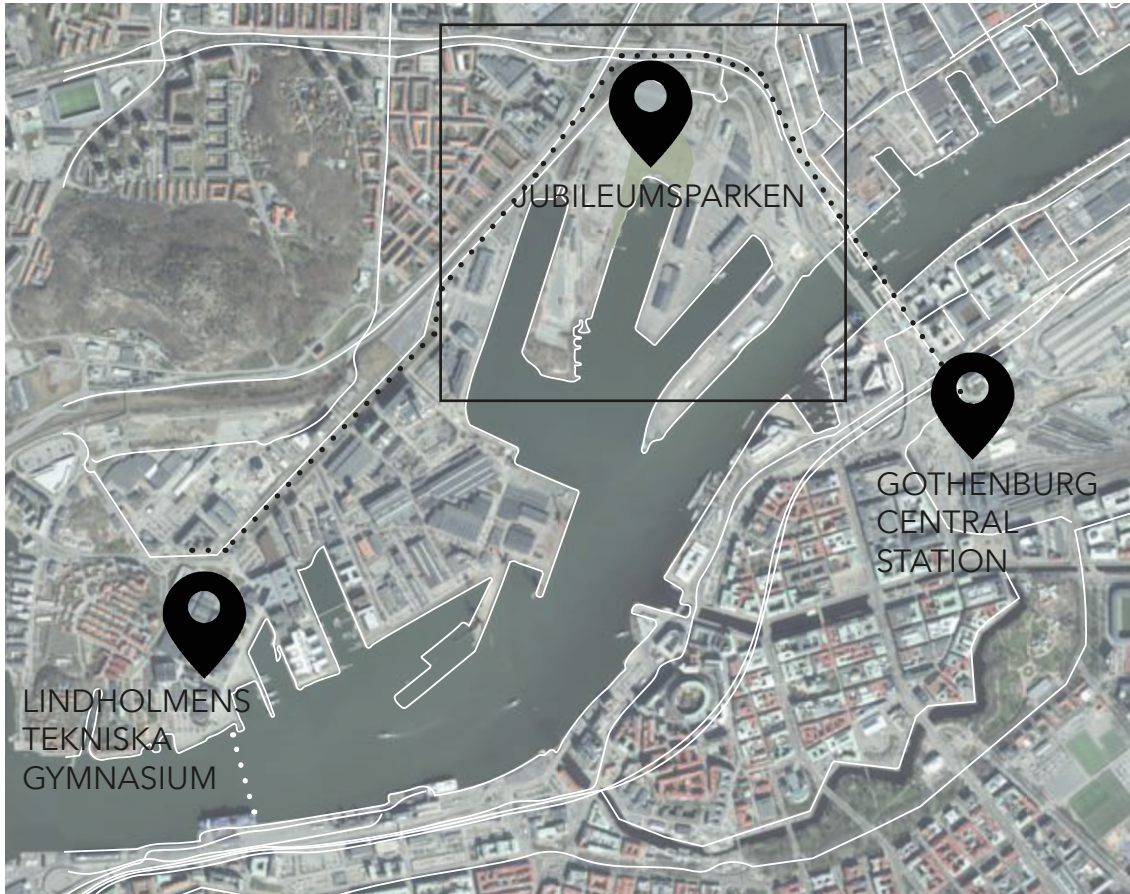 JUBILEUMSPARKEN
GOTHENBURG
CENTRAL
STATION
LINDHOLMENS
TEKNISKA
GYMNASIUM